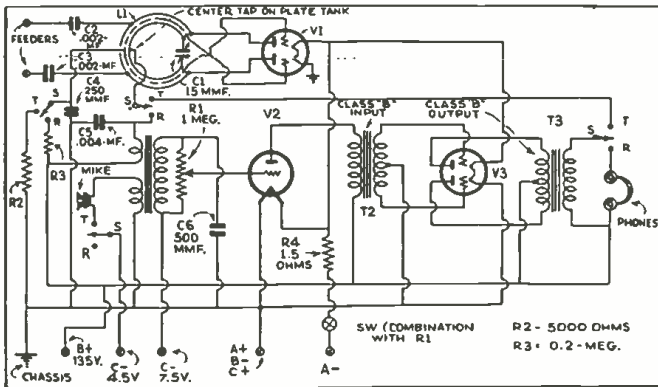 C2
.002-MF
L1
CENTER TAP ON PLATE TANK
V1
FEEDERS
C3
.002-MF
C4
250
MMF
C1
15 MMF.
S
T
R
T
S
R
C5
.004-MF.
R1
1 MEG.
V2
CLASS "B"
INPUT
CLASS "B"
OUTPUT
T3
S
T
R
R2
R3
MIKE
T
S
R
C6
500
MMF.
R4
1.5
OHMS
T2
V3
PHONES
SW (COMBINATION
WITH R1
R2- 5000 OHMS
R3= 0.2-MEG.
CHASSIS
B+
135V.
C-
4.5V
C-
7.5V.
A+
B-
C+
A-